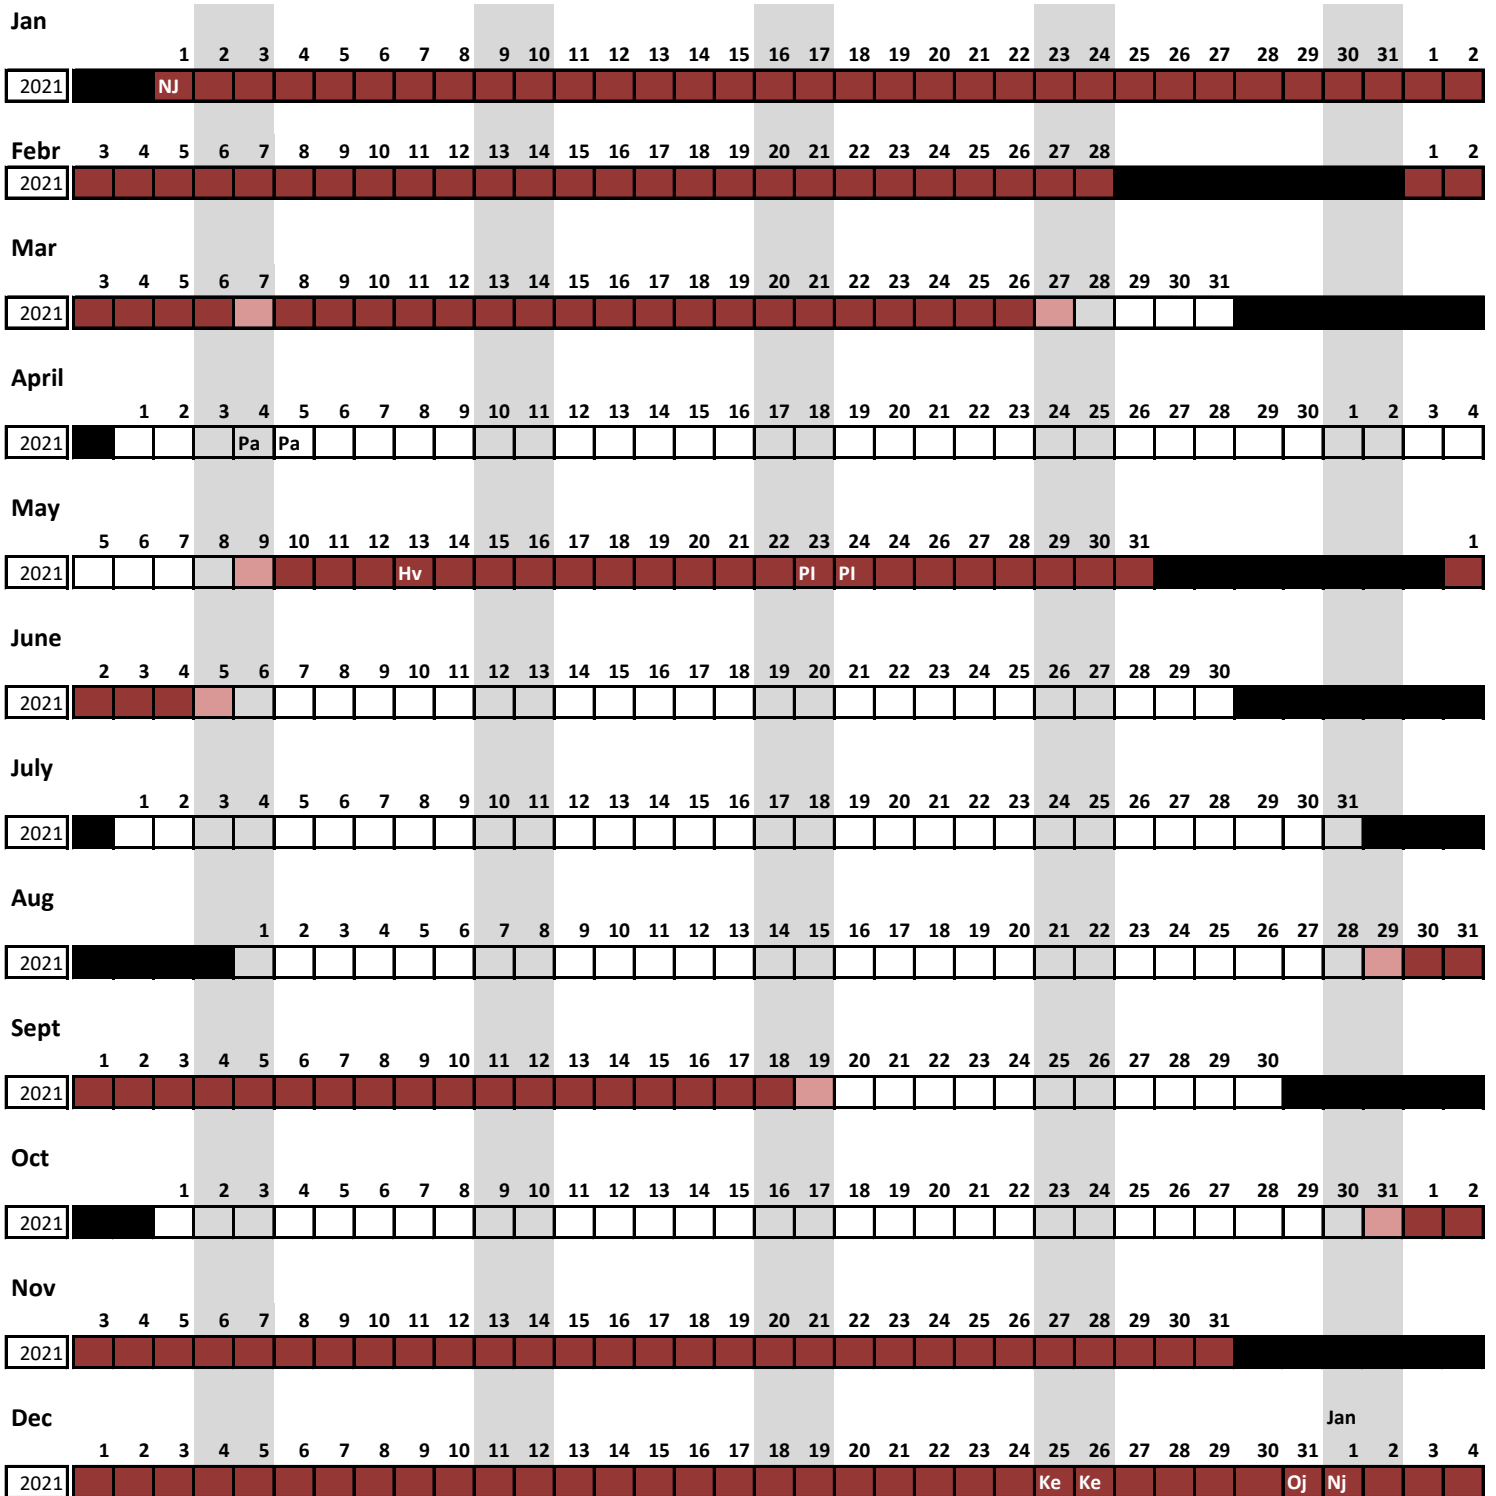 Jan
1 2 3 4 5 6 7 8 9 10 11 12 13 14 15 16 17 18 19 20 21 22 23 24 25 26 27 28 29 30 31 1 2
2021 NJ
Febr 3 4 5 6 7 8 9 10 11 12 13 14 15 16 17 18 19 20 21 22 23 24 25 26 27 28 1 2
2021
Mar
3 4 5 6 7 8 9 10 11 12 13 14 15 16 17 18 19 20 21 22 23 24 25 26 27 28 29 30 31
2021
April
1 2 3 4 5 6 7 8 9 10 11 12 13 14 15 16 17 18 19 20 21 22 23 24 25 26 27 28 29 30 1 2 3 4
2021 Pa Pa
May
5 6 7 8 9 10 11 12 13 14 15 16 17 18 19 20 21 22 23 24 24 26 27 28 29 30 31 1
2021 Hv PI PI
June
2 3 4 5 6 7 8 9 10 11 12 13 14 15 16 17 18 19 20 21 22 23 24 25 26 27 28 29 30
2021
July
1 2 3 4 5 6 7 8 9 10 11 12 13 14 15 16 17 18 19 20 21 22 23 24 25 26 27 28 29 30 31
2021
Aug
1 2 3 4 5 6 7 8 9 10 11 12 13 14 15 16 17 18 19 20 21 22 23 24 25 26 27 28 29 30 31
2021
Sept
1 2 3 4 5 6 7 8 9 10 11 12 13 14 15 16 17 18 19 20 21 22 23 24 25 26 27 28 29 30
2021
Oct
1 2 3 4 5 6 7 8 9 10 11 12 13 14 15 16 17 18 19 20 21 22 23 24 25 26 27 28 29 30 31 1 2
2021
Nov
3 4 5 6 7 8 9 10 11 12 13 14 15 16 17 18 19 20 21 22 23 24 25 26 27 28 29 30 31
2021
Dec Jan
1 2 3 4 5 6 7 8 9 10 11 12 13 14 15 16 17 18 19 20 21 22 23 24 25 26 27 28 29 30 31 1 2 3 4
2021 Ke Ke Oj Nj